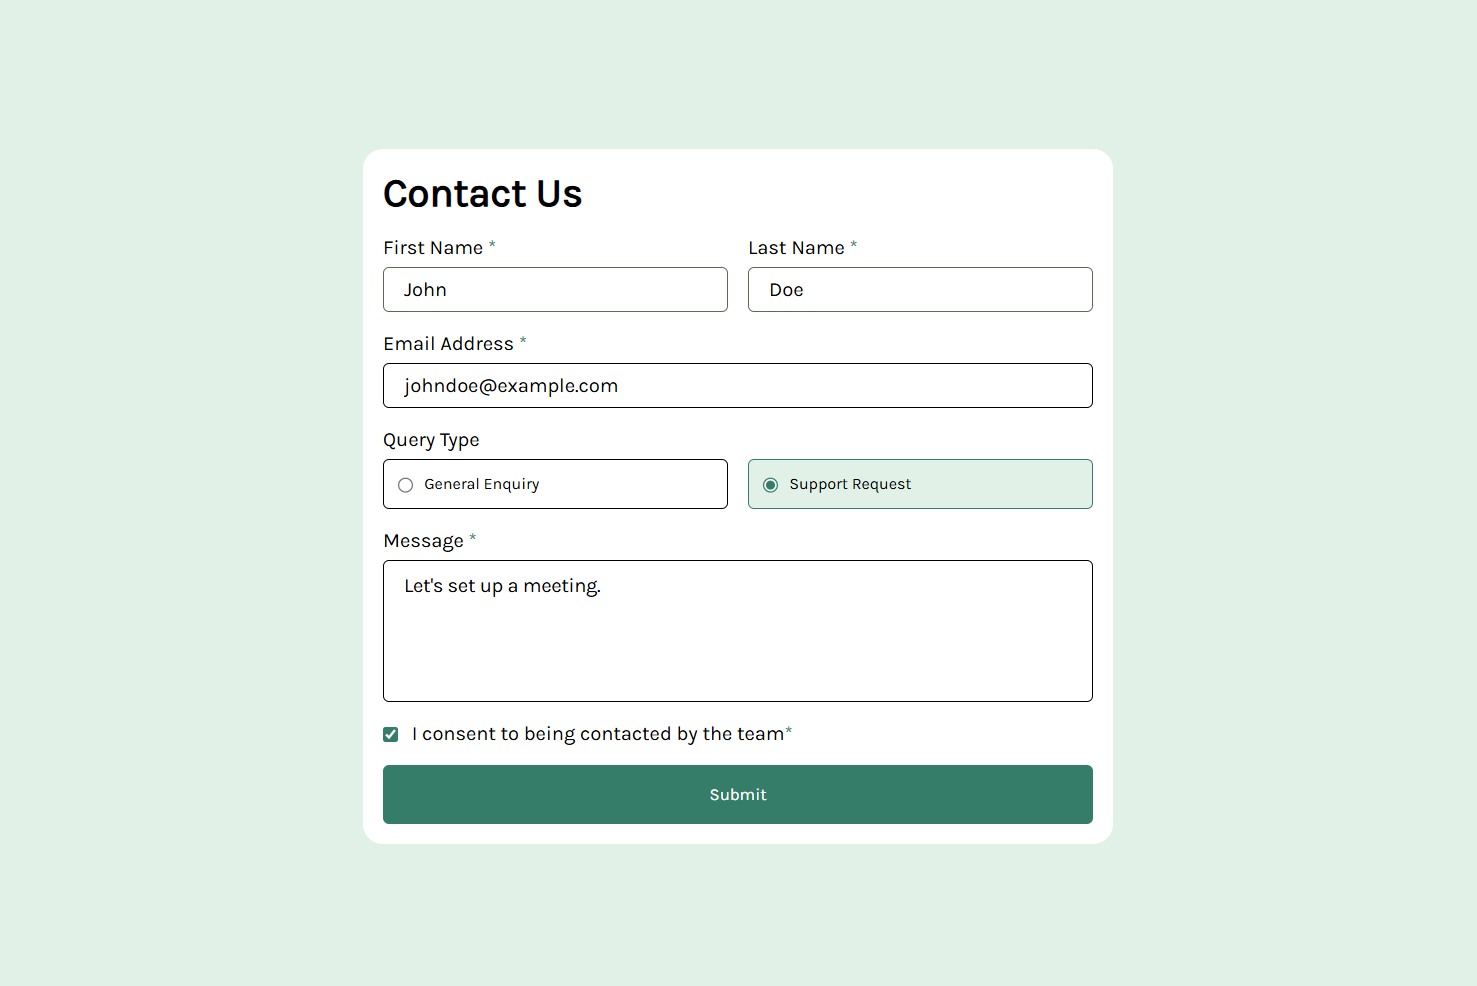 Contact Us
First Name * Last Name *
John Doe
Email Address *
johndoe@example.com
Query Type
General Enquiry Support Request
Message *
Let's set up a meeting.
I consent to being contacted by the team*
Submit